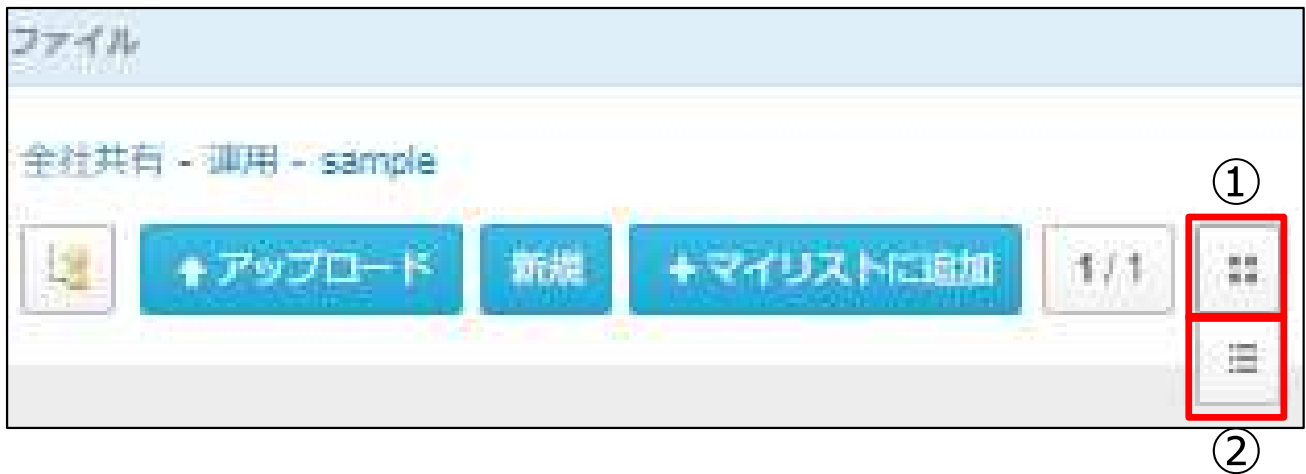 ファイル
全社共有 - 運用 - sample
①
アップロード 新規 +マイリストに追加 1 / 1
②